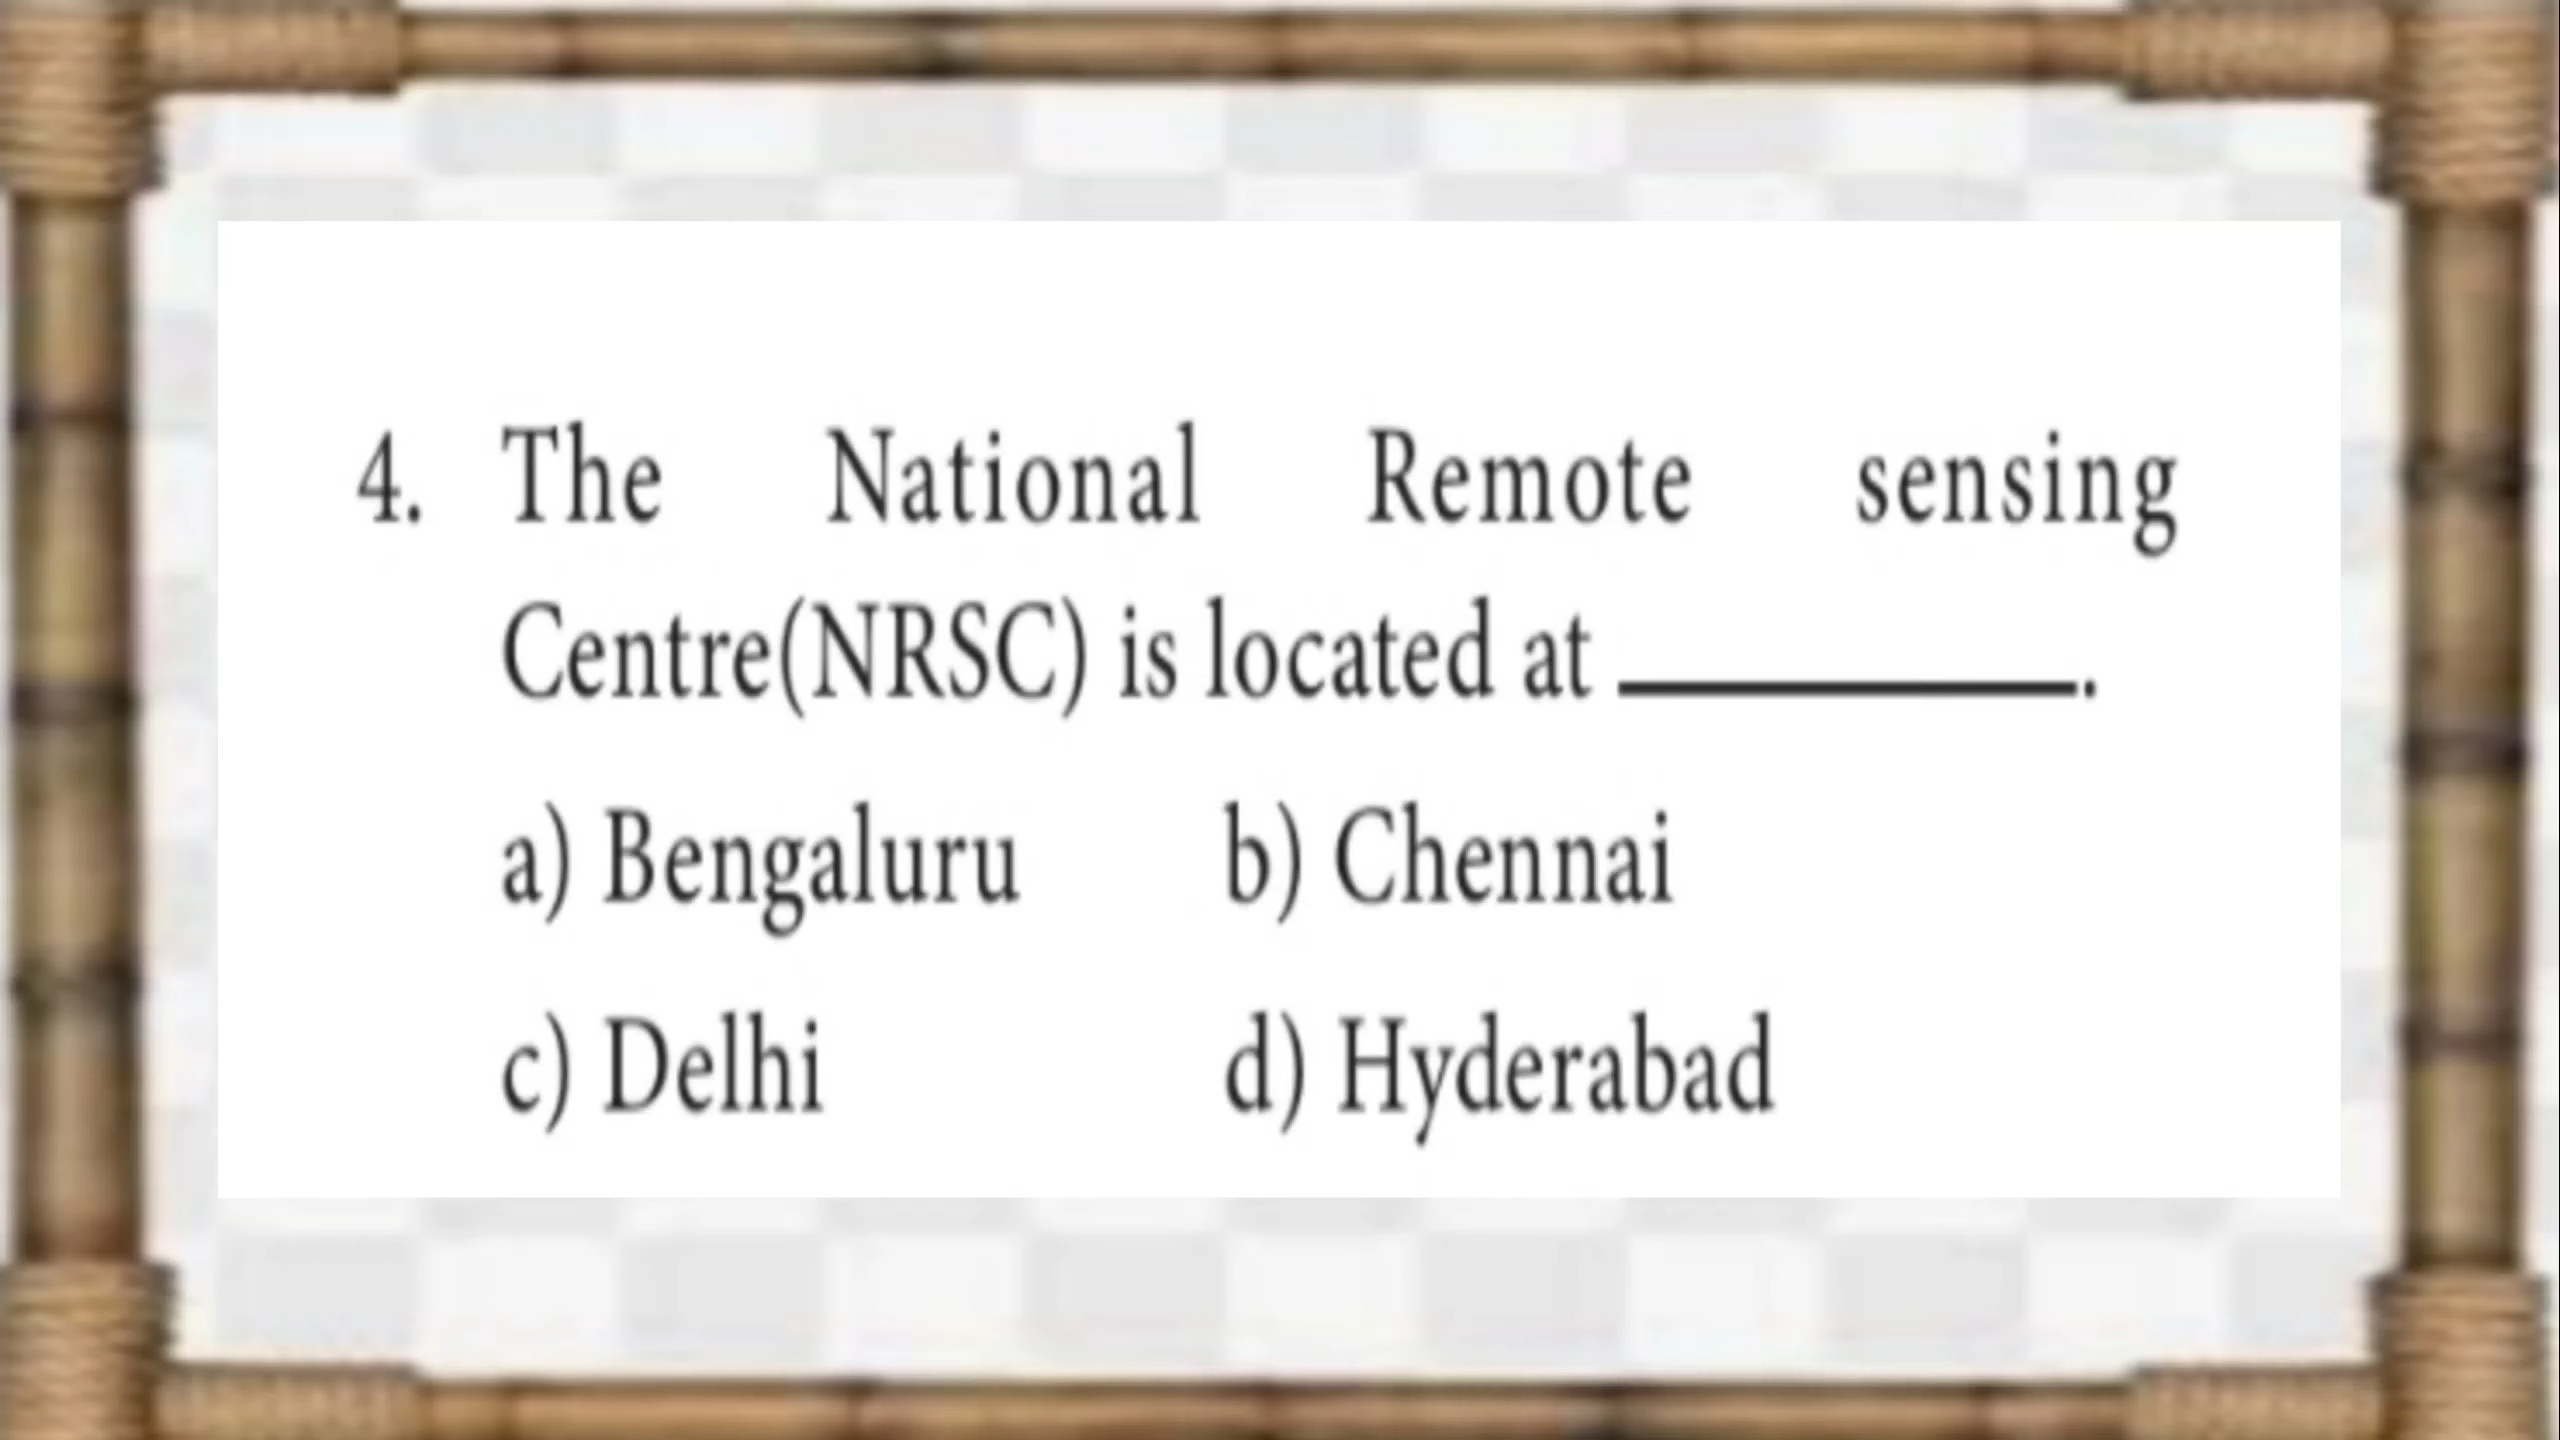 4. The National Remote sensing
Centre(NRSC) is located at ________.
a) Bengaluru b) Chennai
c) Delhi d) Hyderabad